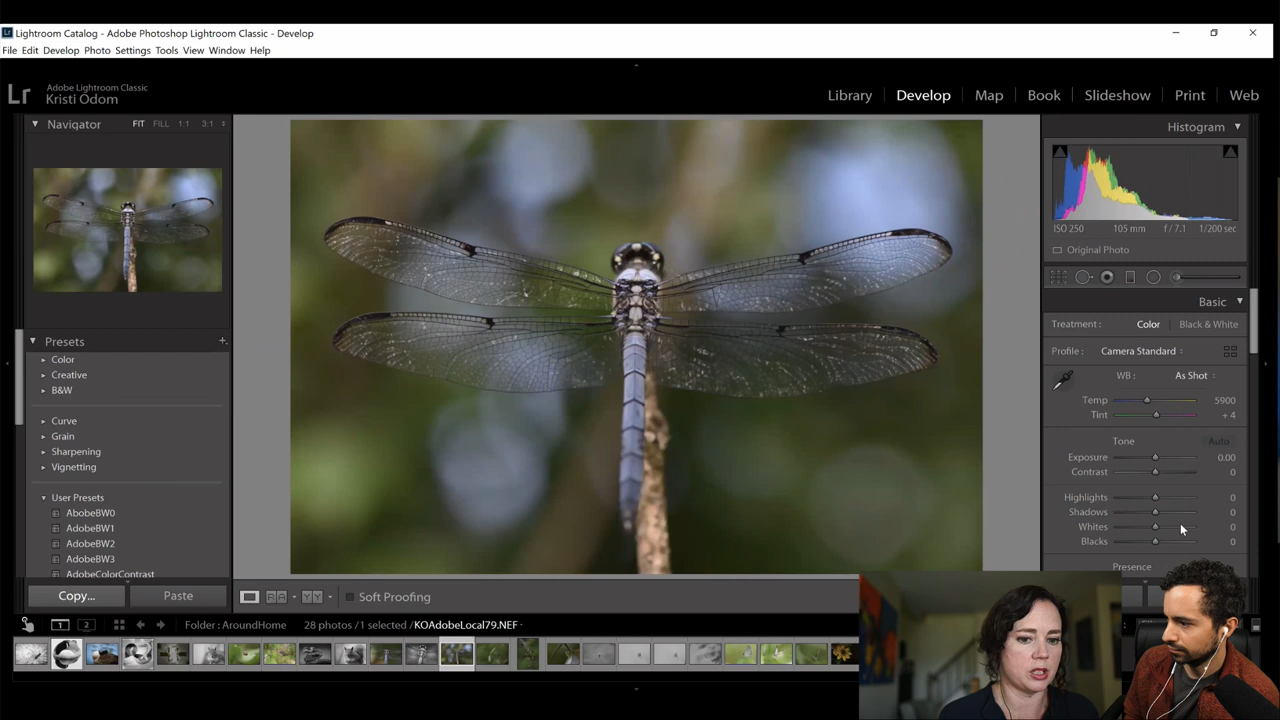 Lr Lightroom Catalog - Adobe Photoshop Lightroom Classic - Develop
File Edit Develop Photo Settings Tools View Window Help
Lr Adobe Lightroom Classic
Kristi Odom
Library Develop Map Book Slideshow Print Web
Navigator FIT FILL 1:1 3:1
Presets +
Color
Creative
B&W
Curve
Grain
Sharpening
Vignetting
User Presets
AbobeBW0
AdobeBW1
AdobeBW2
AdobeBW3
AdobeColorContrast
Copy... Paste
Histogram
ISO 250 105 mm f / 7.1 1/200 sec
Original Photo
Basic
Treatment : Color Black & White
Profile : Camera Standard
WB : As Shot
Temp 5900
Tint + 4
Tone Auto
Exposure 0.00
Contrast 0
Highlights 0
Shadows 0
Whites 0
Blacks 0
Presence
Soft Proofing
1 2 Folder : AroundHome 28 photos /1 selected /KOAdobeLocal79.NEF